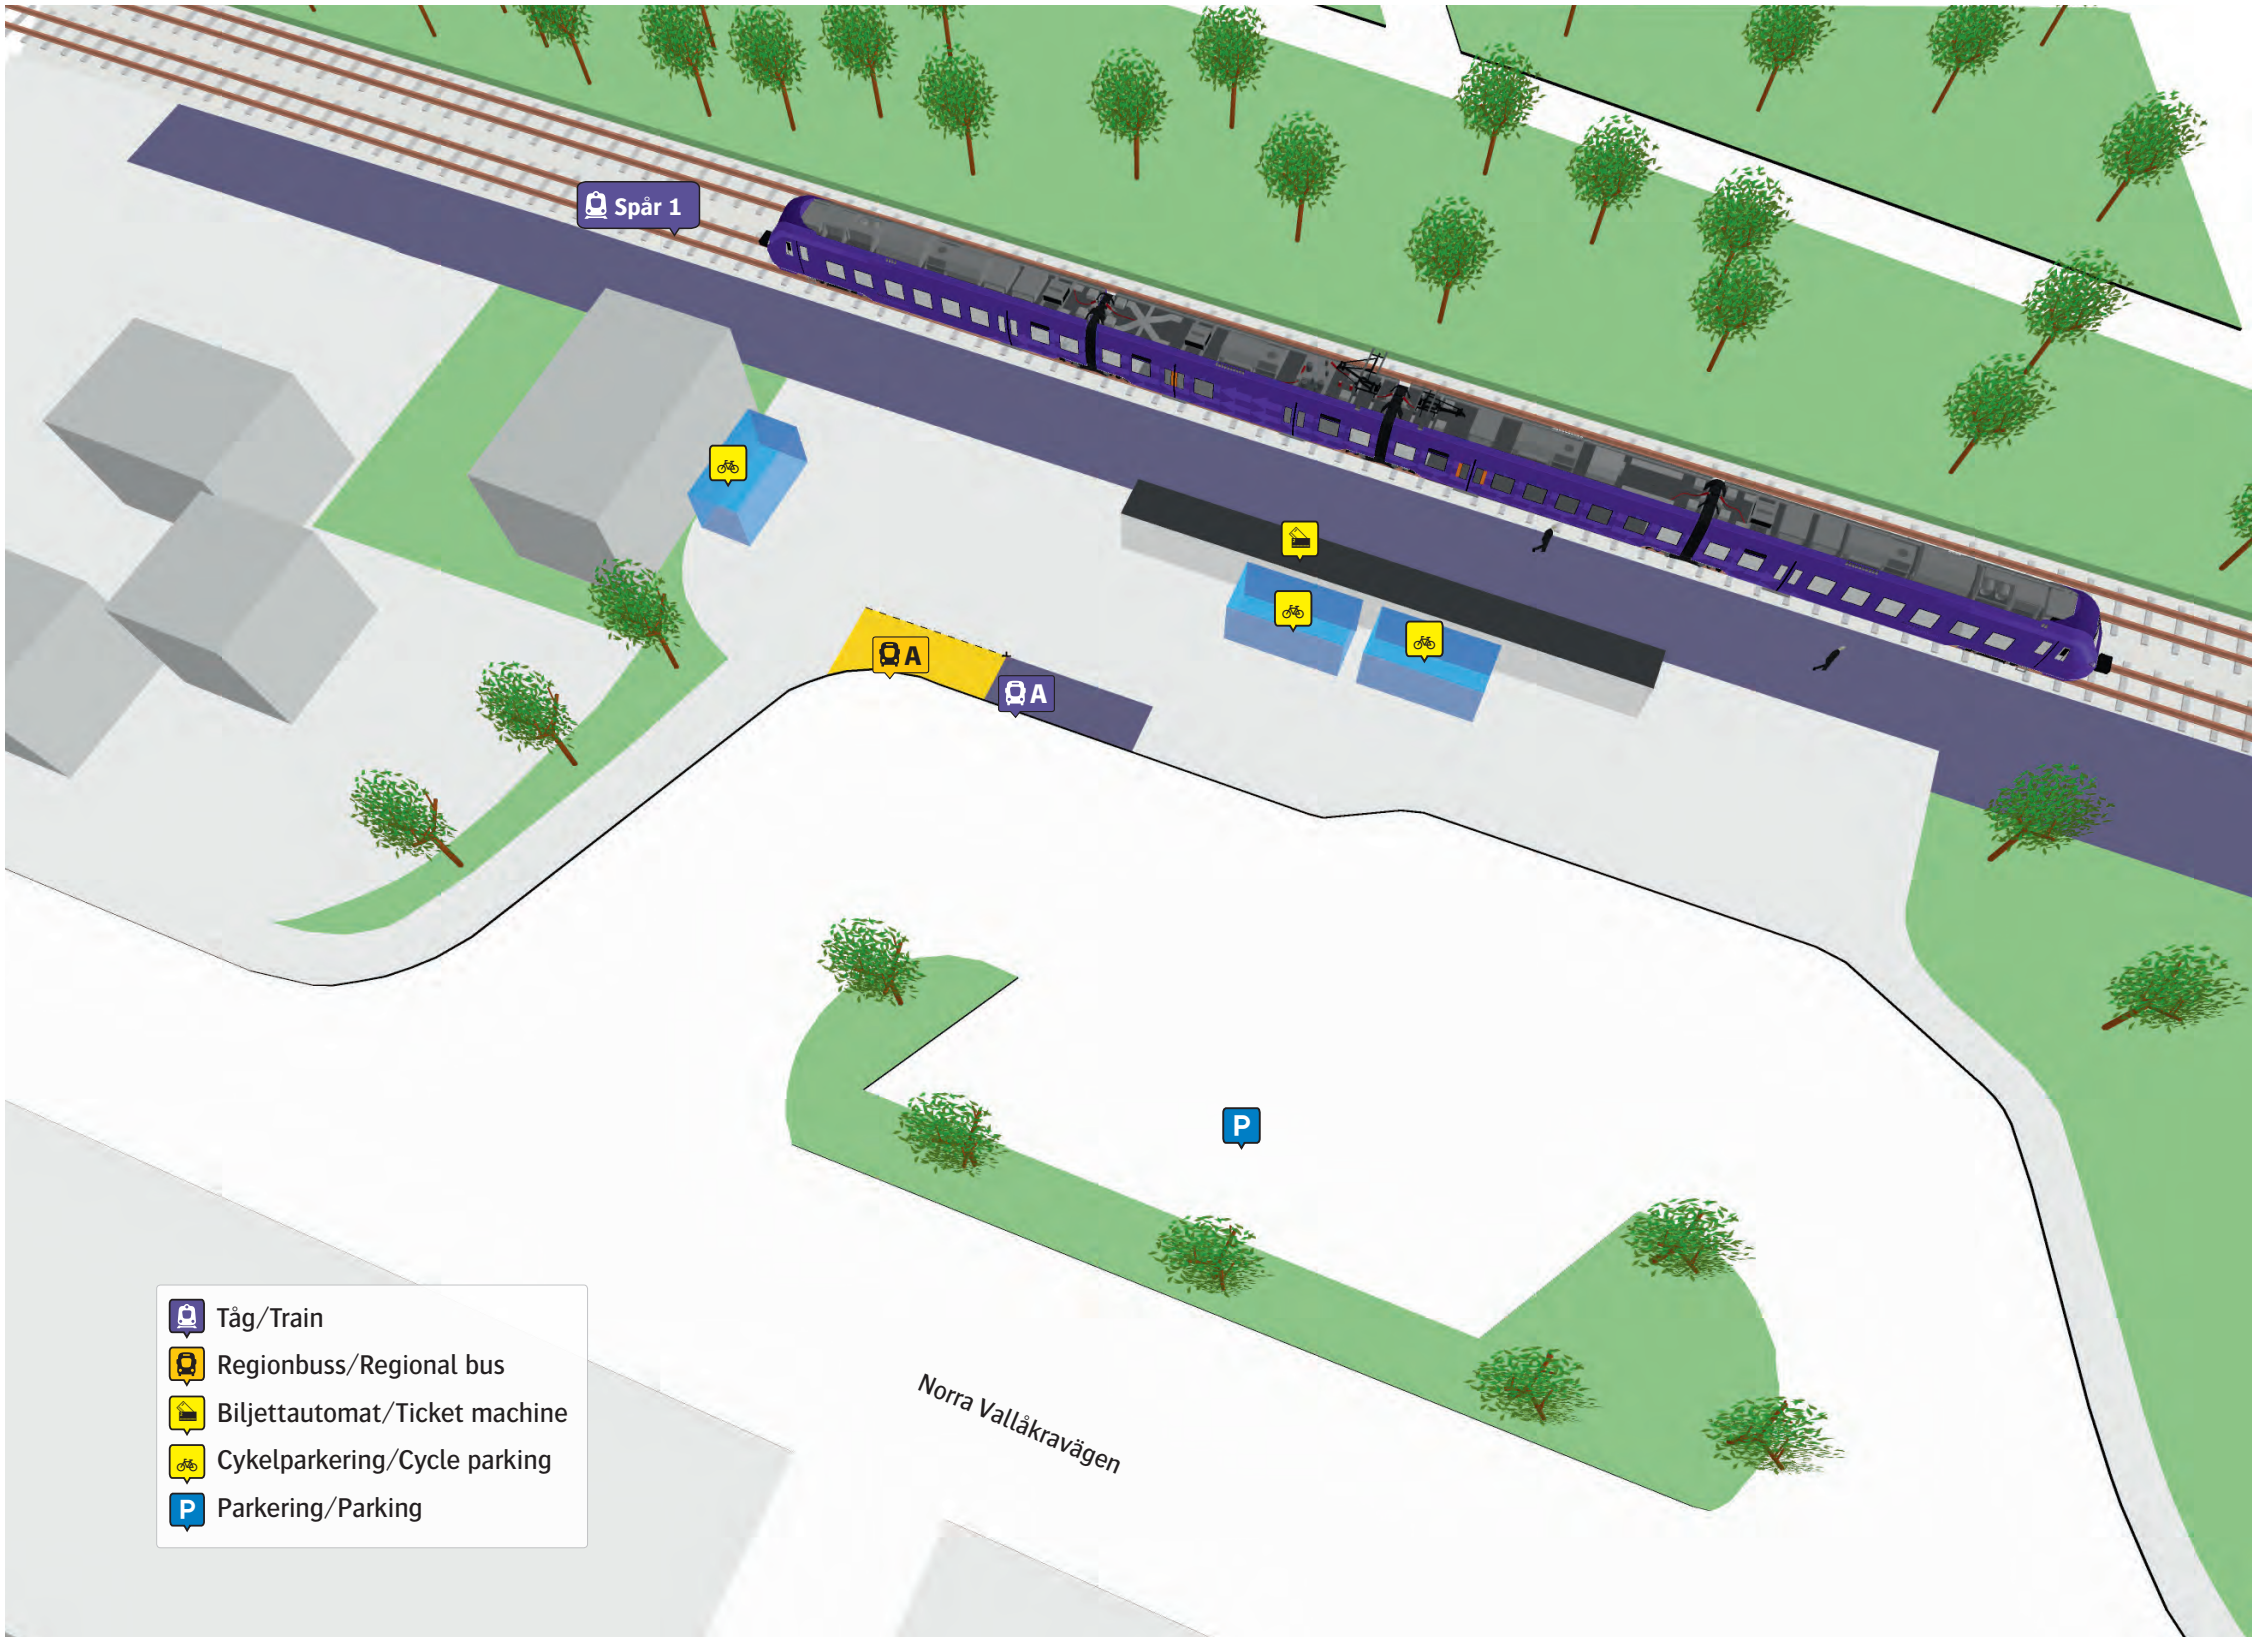 Spår 1
A
A
P
Norra Vallåkravägen
Tåg/Train
Regionbuss/Regional bus
Biljettautomat/Ticket machine
Cykelparkering/Cycle parking
P Parkering/Parking